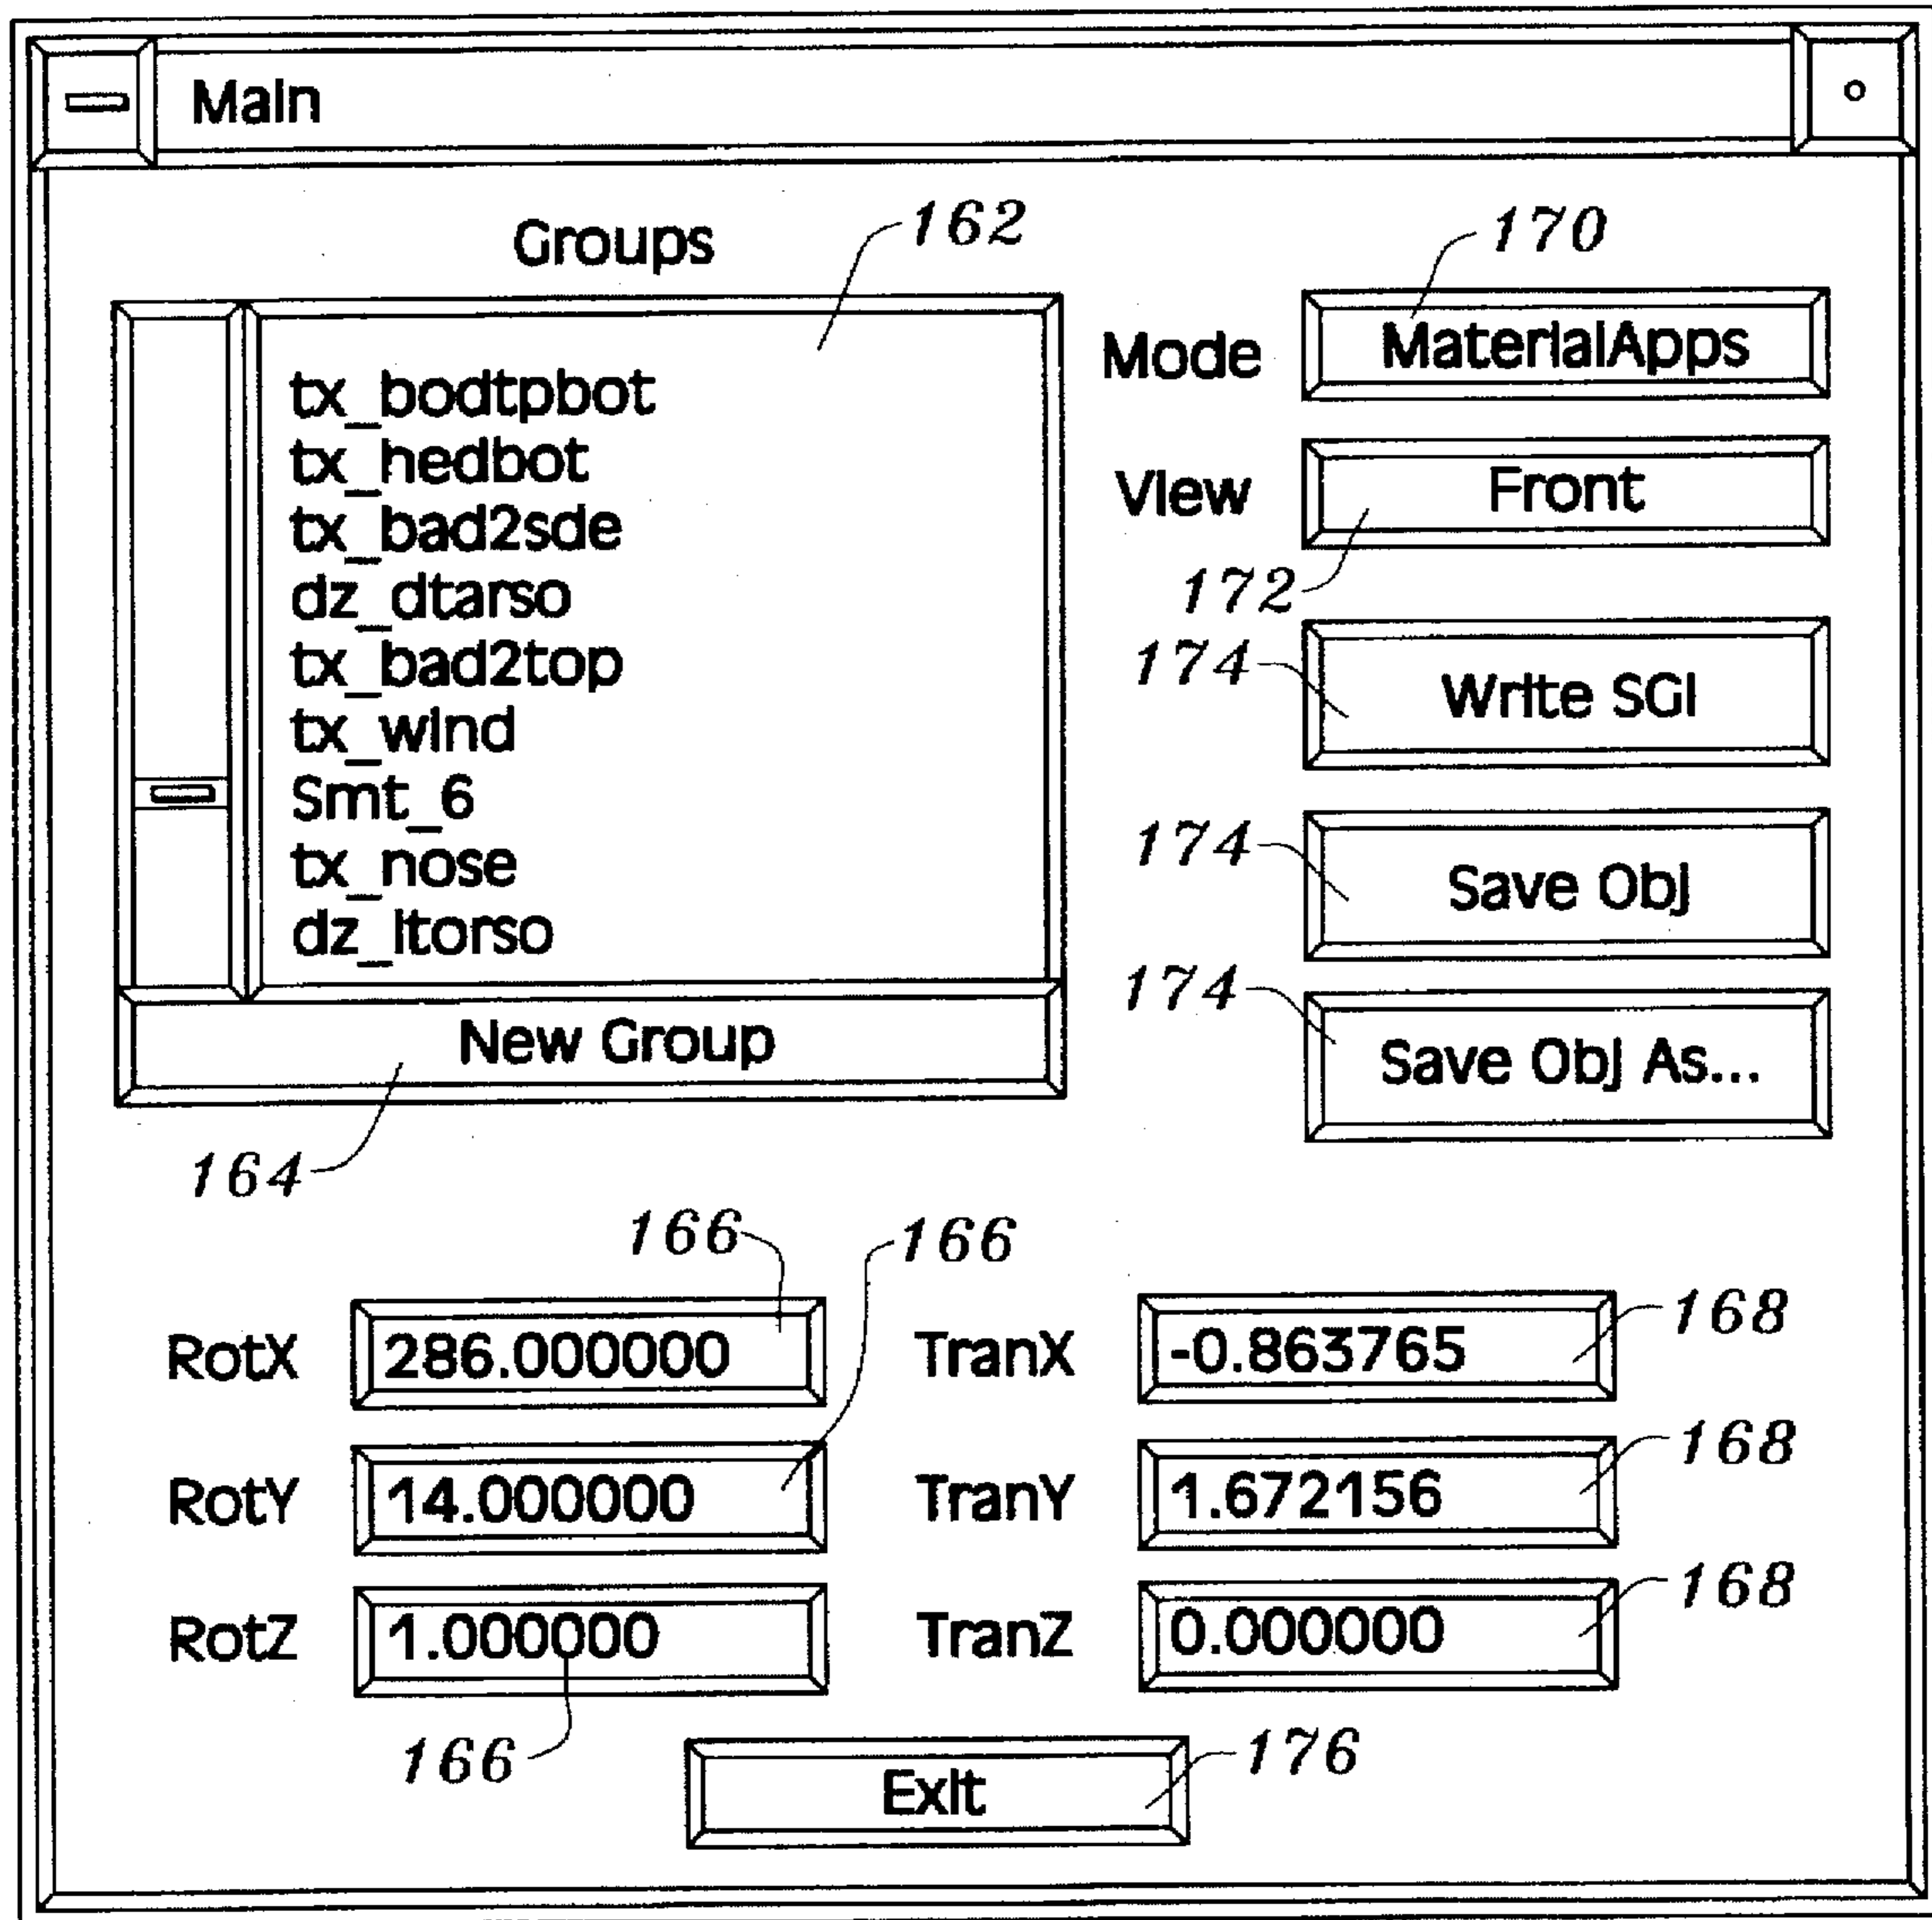 Main
Groups
162
170
tx_bodtpbot
tx_hedbot
tx_bad2sde
dz_dtarso
tx_bad2top
tx_wind
Smt_6
tx_nose
dz_ltorso
New Group
164
Mode
MaterialApps
View
Front
172
174
Write SGI
174
Save Obj
174
Save Obj As...
166
166
RotX
286.000000
TranX
-0.863765
168
RotY
14.000000
TranY
1.672156
168
RotZ
1.000000
TranZ
0.000000
168
166
Exit
176